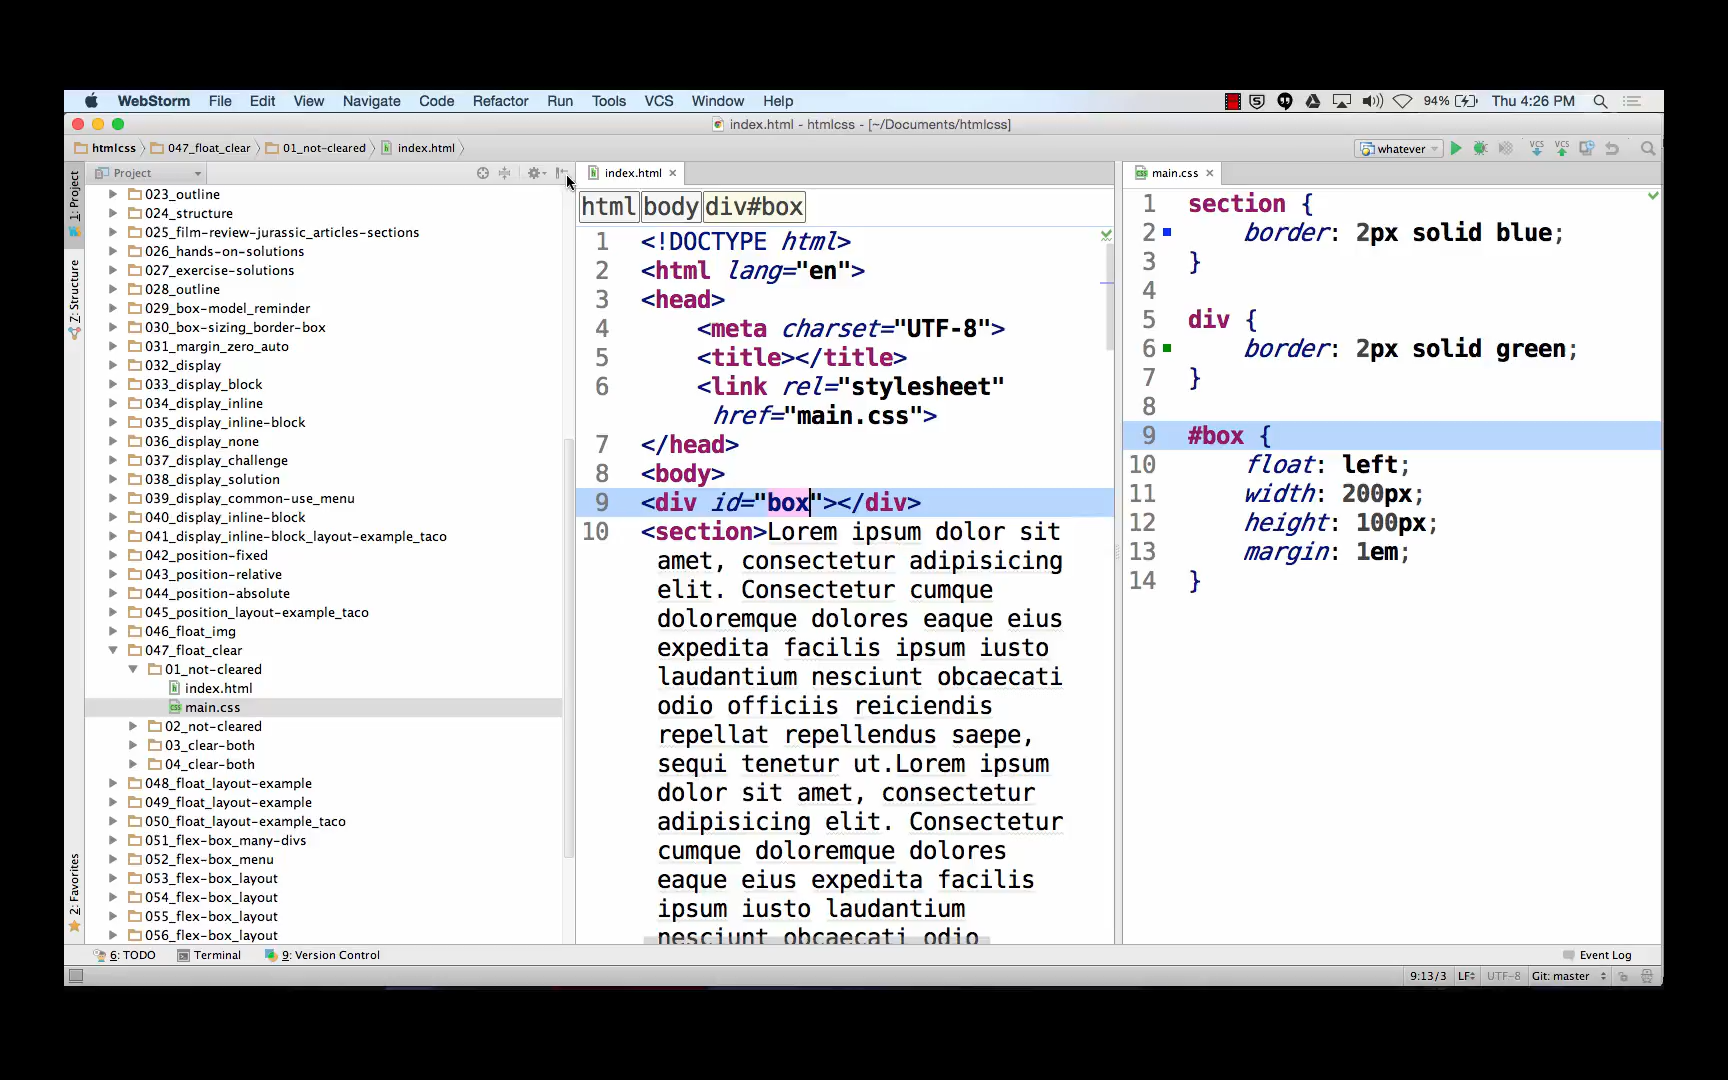 WebStorm File Edit View Navigate Code Refactor Run Tools VCS Window Help 94% Thu 4:26 PM
index.html - htmlcss - [~/Documents/htmlcss]
htmlcss 047_float_clear 01_not-cleared index.html whatever
1: Project
Z: Structure
2: Favorites
Project
023_outline
024_structure
025_film-review-jurassic_articles-sections
026_hands-on-solutions
027_exercise-solutions
028_outline
029_box-model_reminder
030_box-sizing_border-box
031_margin_zero_auto
032_display
033_display_block
034_display_inline
035_display_inline-block
036_display_none
037_display_challenge
038_display_solution
039_display_common-use_menu
040_display_inline-block
041_display_inline-block_layout-example_taco
042_position-fixed
043_position-relative
044_position-absolute
045_position_layout-example_taco
046_float_img
047_float_clear
01_not-cleared
index.html
main.css
02_not-cleared
03_clear-both
04_clear-both
048_float_layout-example
049_float_layout-example
050_float_layout-example_taco
051_flex-box_many-divs
052_flex-box_menu
053_flex-box_layout
054_flex-box_layout
055_flex-box_layout
056_flex-box_layout
index.html
html body div#box
1 <!DOCTYPE html>
2 <html lang="en">
3 <head>
4 <meta charset="UTF-8">
5 <title></title>
6 <link rel="stylesheet"
href="main.css">
7 </head>
8 <body>
9 <div id="box"></div>
10 <section>Lorem ipsum dolor sit
amet, consectetur adipisicing
elit. Consectetur cumque
doloremque dolores eaque eius
expedita facilis ipsum iusto
laudantium nesciunt obcaecati
odio officiis reiciendis
repellat repellendus saepe,
sequi tenetur ut.Lorem ipsum
dolor sit amet, consectetur
adipisicing elit. Consectetur
cumque doloremque dolores
eaque eius expedita facilis
ipsum iusto laudantium
nesciunt obcaecati odio
main.css
1 section {
2 border: 2px solid blue;
3 }
4
5 div {
6 border: 2px solid green;
7 }
8
9 #box {
10 float: left;
11 width: 200px;
12 height: 100px;
13 margin: 1em;
14 }
6: TODO Terminal 9: Version Control Event Log
9:13/3 LF UTF-8 Git: master